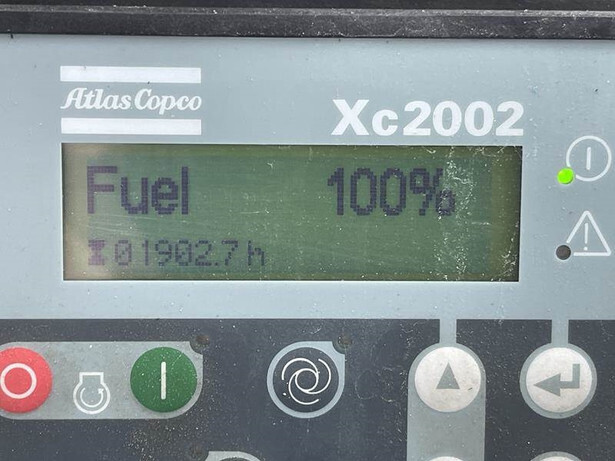 Atlas Copco
Xc2002
Fuel 100%
01902.7 h